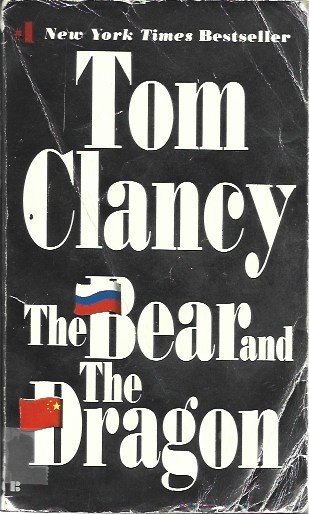 #1 New York Times Bestseller
Tom
Clancy
The Bear and
The
Dragon
B